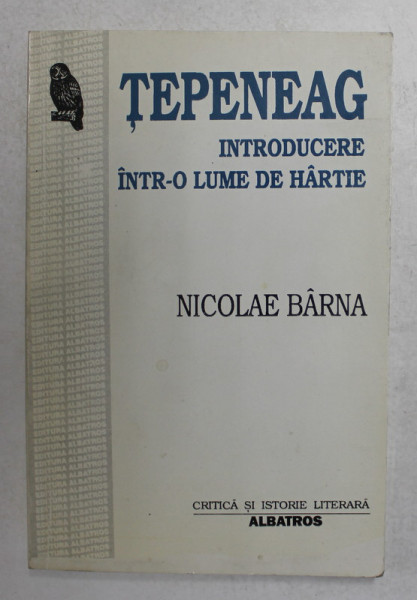 ȚEPENEAG
INTRODUCERE
ÎNTR-O LUME DE HÂRTIE
NICOLAE BÂRNA
CRITICĂ ȘI ISTORIE LITERARĂ
ALBATROS